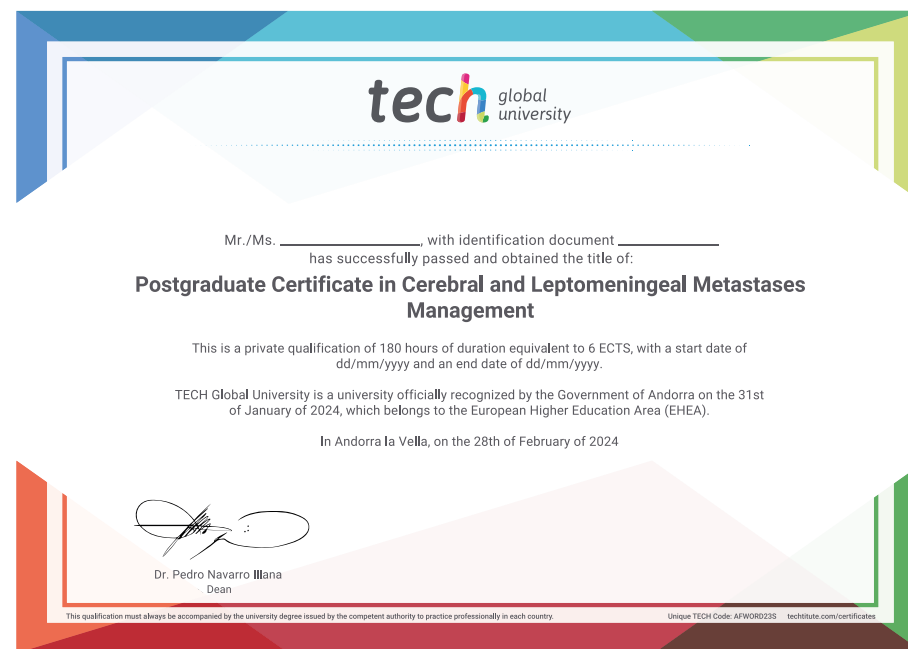 tech global university
Mr./Ms. ____________________, with identification document ______________
has successfully passed and obtained the title of:
Postgraduate Certificate in Cerebral and Leptomeningeal Metastases
Management
This is a private qualification of 180 hours of duration equivalent to 6 ECTS, with a start date of
dd/mm/yyyy and an end date of dd/mm/yyyy.
TECH Global University is a university officially recognized by the Government of Andorra on the 31st
of January of 2024, which belongs to the European Higher Education Area (EHEA).
In Andorra la Vella, on the 28th of February of 2024
Dr. Pedro Navarro Illana
Dean
This qualification must always be accompanied by the university degree issued by the competent authority to practice professionally in each country.
Unique TECH Code: AFWORD23S techtitute.com/certificates